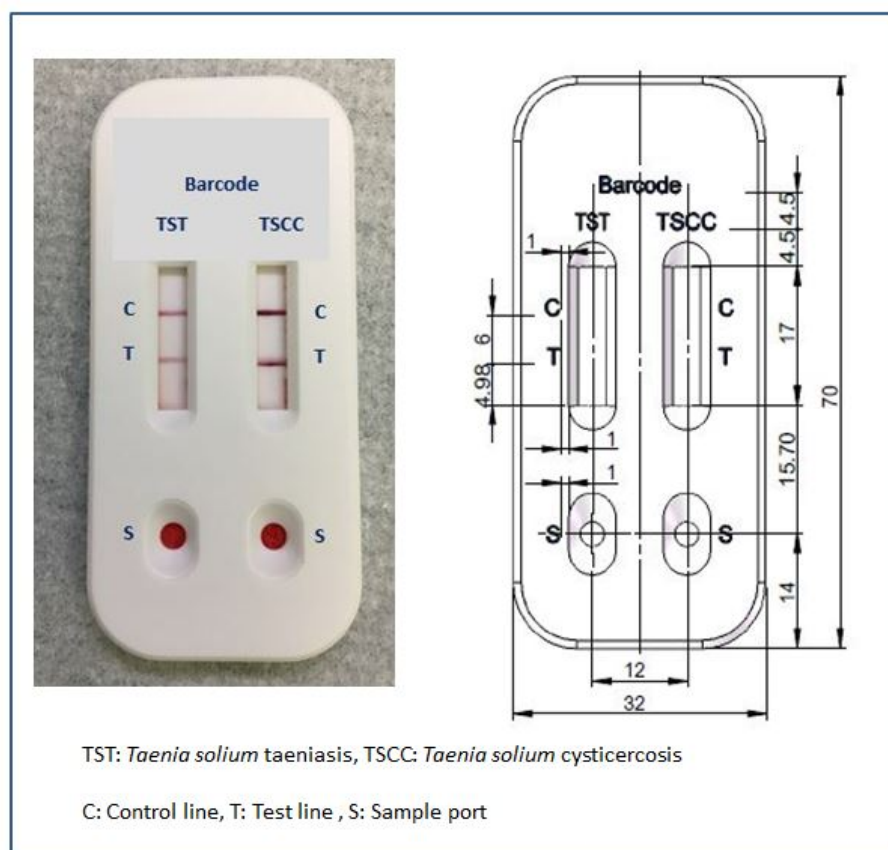 Barcode
TST TSCC
C C
T T
S S
Barcode
TST TSCC
1
C C
T T
6
4.98
1
1
S S
4.5
4.5
17
70
15.70
14
12
32
TST: Taenia solium taeniasis, TSCC: Taenia solium cysticercosis
C: Control line, T: Test line , S: Sample port